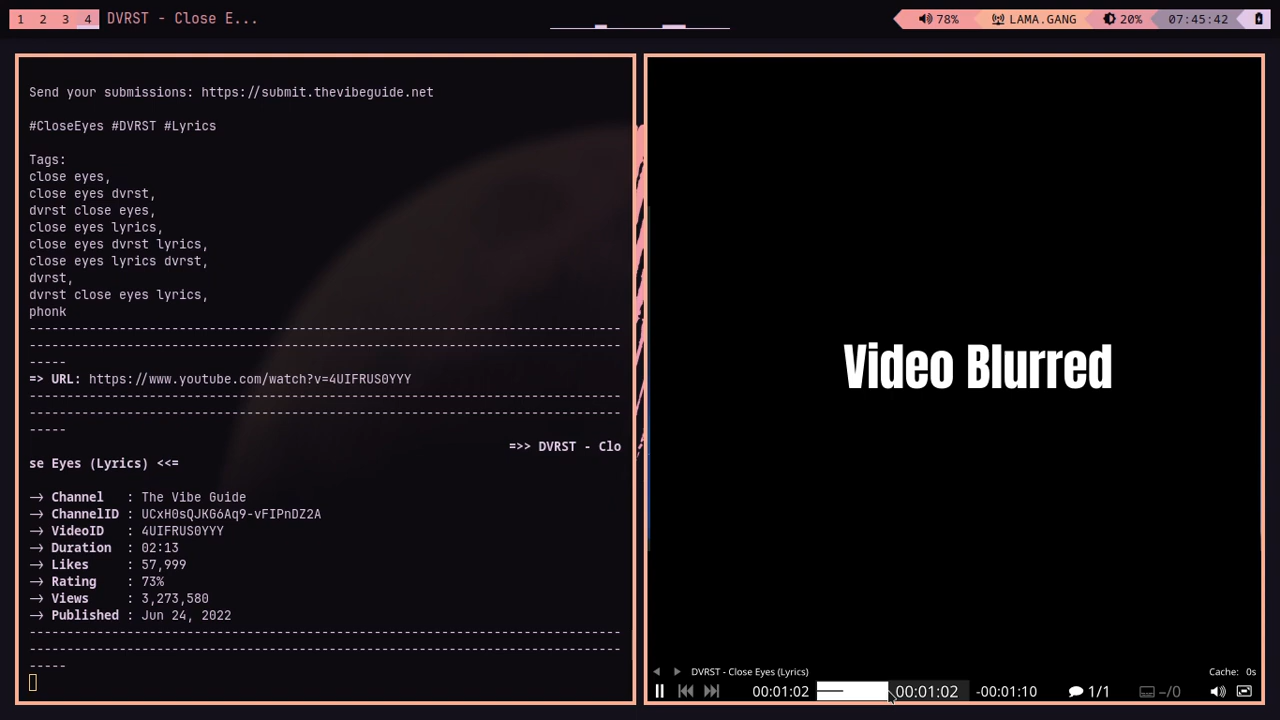 1 2 3 4 DVRST - Close E...
78% LAMA.GANG 20% 07:45:42
Send your submissions: https://submit.thevibeguide.net
#CloseEyes #DVRST #Lyrics
Tags:
close eyes,
close eyes dvrst,
dvrst close eyes,
close eyes lyrics,
close eyes dvrst lyrics,
close eyes lyrics dvrst,
dvrst,
dvrst close eyes lyrics,
phonk
-------------------------------------------------------------------------------
-------------------------------------------------------------------------------
-----
=> URL: https://www.youtube.com/watch?v=4UIFRUS0YYY
-------------------------------------------------------------------------------
-------------------------------------------------------------------------------
-----
=>> DVRST - Clo
se Eyes (Lyrics) <<=
-> Channel : The Vibe Guide
-> ChannelID : UCxH0sQJKG6Aq9-vFIPnDZ2A
-> VideoID : 4UIFRUS0YYY
-> Duration : 02:13
-> Likes : 57,999
-> Rating : 73%
-> Views : 3,273,580
-> Published : Jun 24, 2022
-------------------------------------------------------------------------------
-------------------------------------------------------------------------------
-----
Video Blurred
DVRST - Close Eyes (Lyrics) Cache: 0s
00:01:02 00:01:02 -00:01:10 1/1 –/0